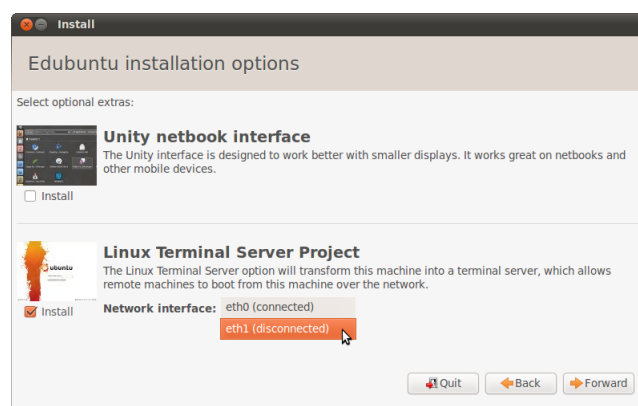 Install
Edubuntu installation options
Select optional extras:
Unity netbook interface
The Unity interface is designed to work better with smaller displays. It works great on netbooks and
other mobile devices.
Install
Linux Terminal Server Project
ubuntu
The Linux Terminal Server option will transform this machine into a terminal server, which allows
remote machines to boot from this machine over the network.
Install
Network interface: eth0 (connected)
eth1 (disconnected)
Quit
Back
Forward